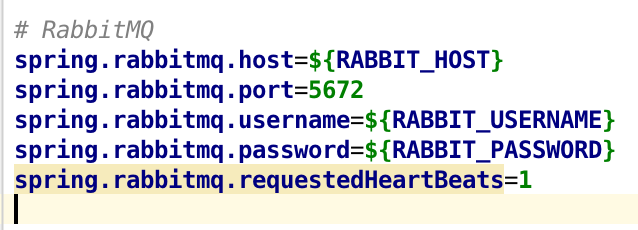 # RabbitMQ
spring.rabbitmq.host=${RABBIT_HOST}
spring.rabbitmq.port=5672
spring.rabbitmq.username=${RABBIT_USERNAME}
spring.rabbitmq.password=${RABBIT_PASSWORD}
spring.rabbitmq.requestedHeartBeats=1